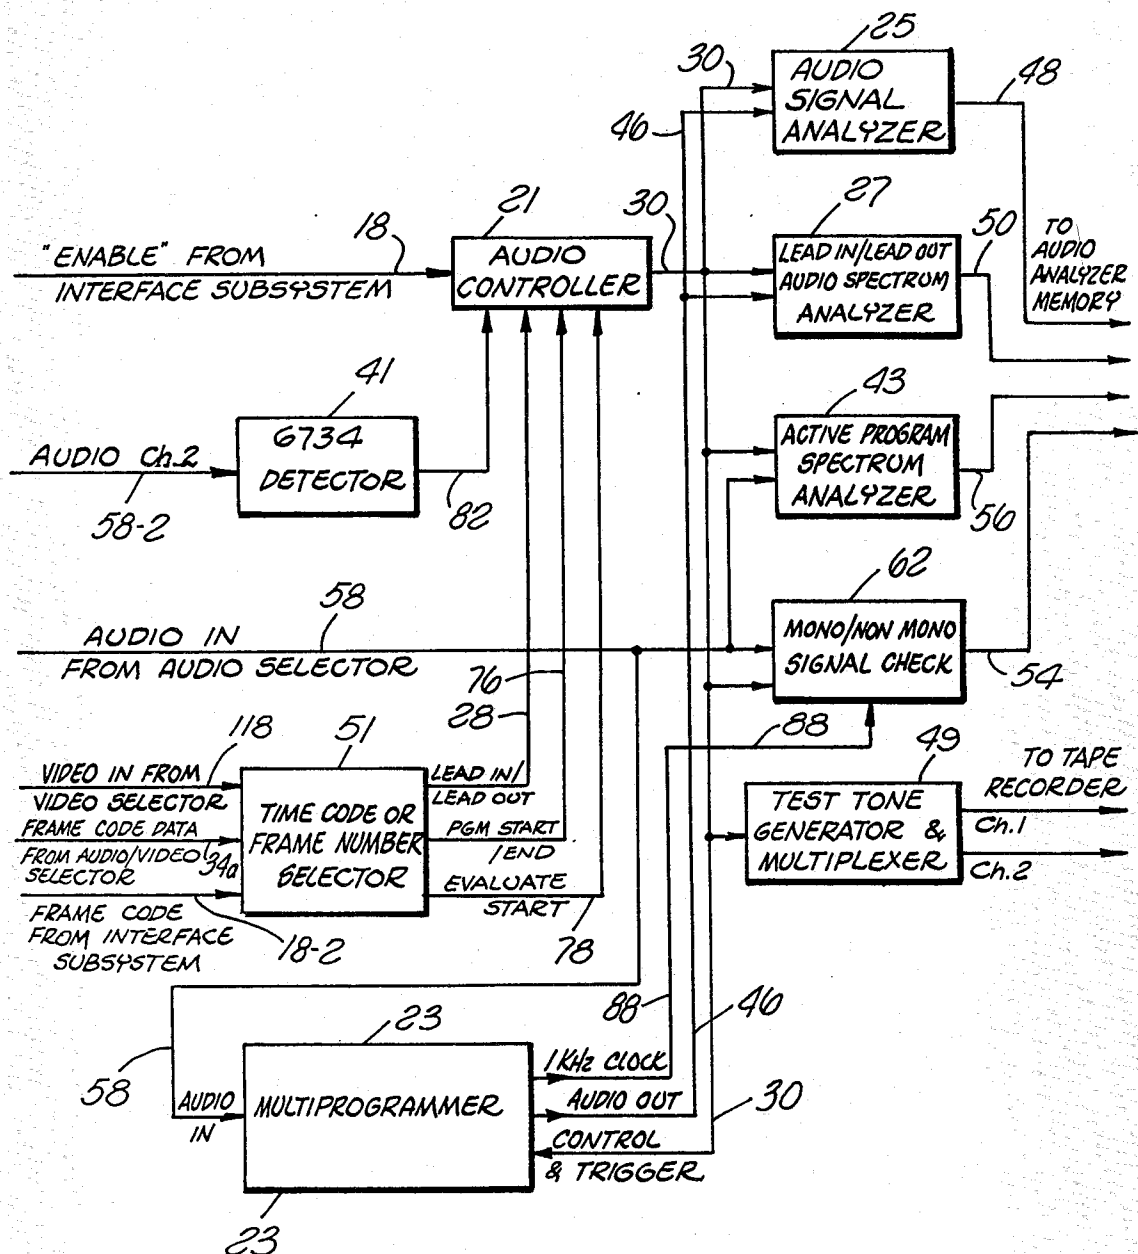 25
AUDIO
SIGNAL
ANALYZER
30
46
48
21
AUDIO
CONTROLLER
"ENABLE" FROM
INTERFACE SUBSYSTEM
18
30
27
LEAD IN/LEAD OUT
AUDIO SPECTRUM
ANALYZER
50
TO
AUDIO
ANALYZER
MEMORY
41
6734
DETECTOR
AUDIO Ch.2
58-2
82
43
ACTIVE PROGRAM
SPECTRUM
ANALYZER
56
58
AUDIO IN
FROM AUDIO SELECTOR
62
MONO/NON MONO
SIGNAL CHECK
54
76
28
88
118
51
VIDEO IN FROM
VIDEO SELECTOR
FRAME CODE DATA
FROM AUDIO/VIDEO
SELECTOR
34a
FRAME CODE
FROM INTERFACE
SUBSYSTEM
18-2
TIME CODE OR
FRAME NUMBER
SELECTOR
LEAD IN/
LEAD OUT
PGM START
/END
EVALUATE
START
78
49
TEST TONE
GENERATOR &
MULTIPLEXER
TO TAPE
RECORDER
Ch.1
Ch.2
88
46
30
23
MULTIPROGRAMMER
58
AUDIO
IN
1 KHz CLOCK
AUDIO OUT
CONTROL
& TRIGGER
23